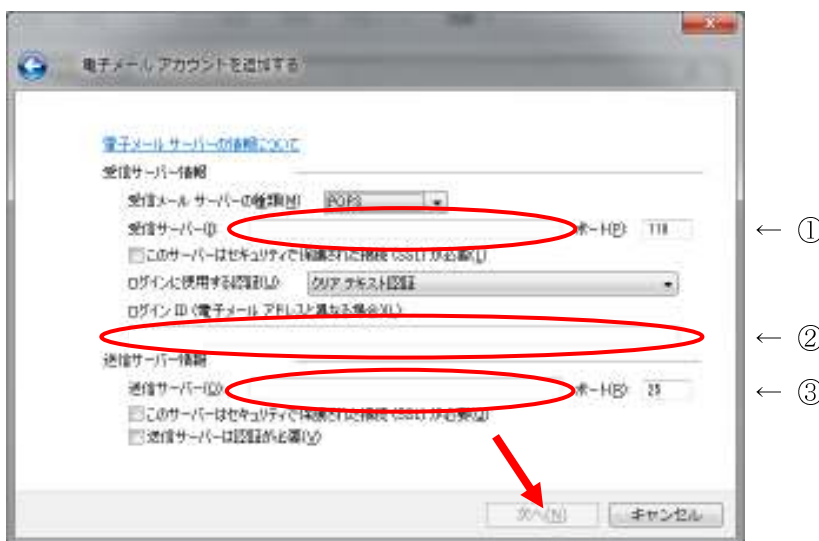 電子メール アカウントを追加する
電子メール サーバーの情報について
受信サーバー情報
受信メール サーバーの種類(M) POP3
受信サーバー(I) ポート(P): 110 ← ①
このサーバーはセキュリティで保護された接続 (SSL) が必要(L)
ログインに使用する認証(U) クリア テキスト認証
ログイン ID (電子メール アドレスと異なる場合)(L)
← ②
送信サーバー情報
送信サーバー(O) ポート(R): 25 ← ③
このサーバーはセキュリティで保護された接続 (SSL) が必要(Q)
送信サーバーは認証が必要(V)
次へ(N) キャンセル